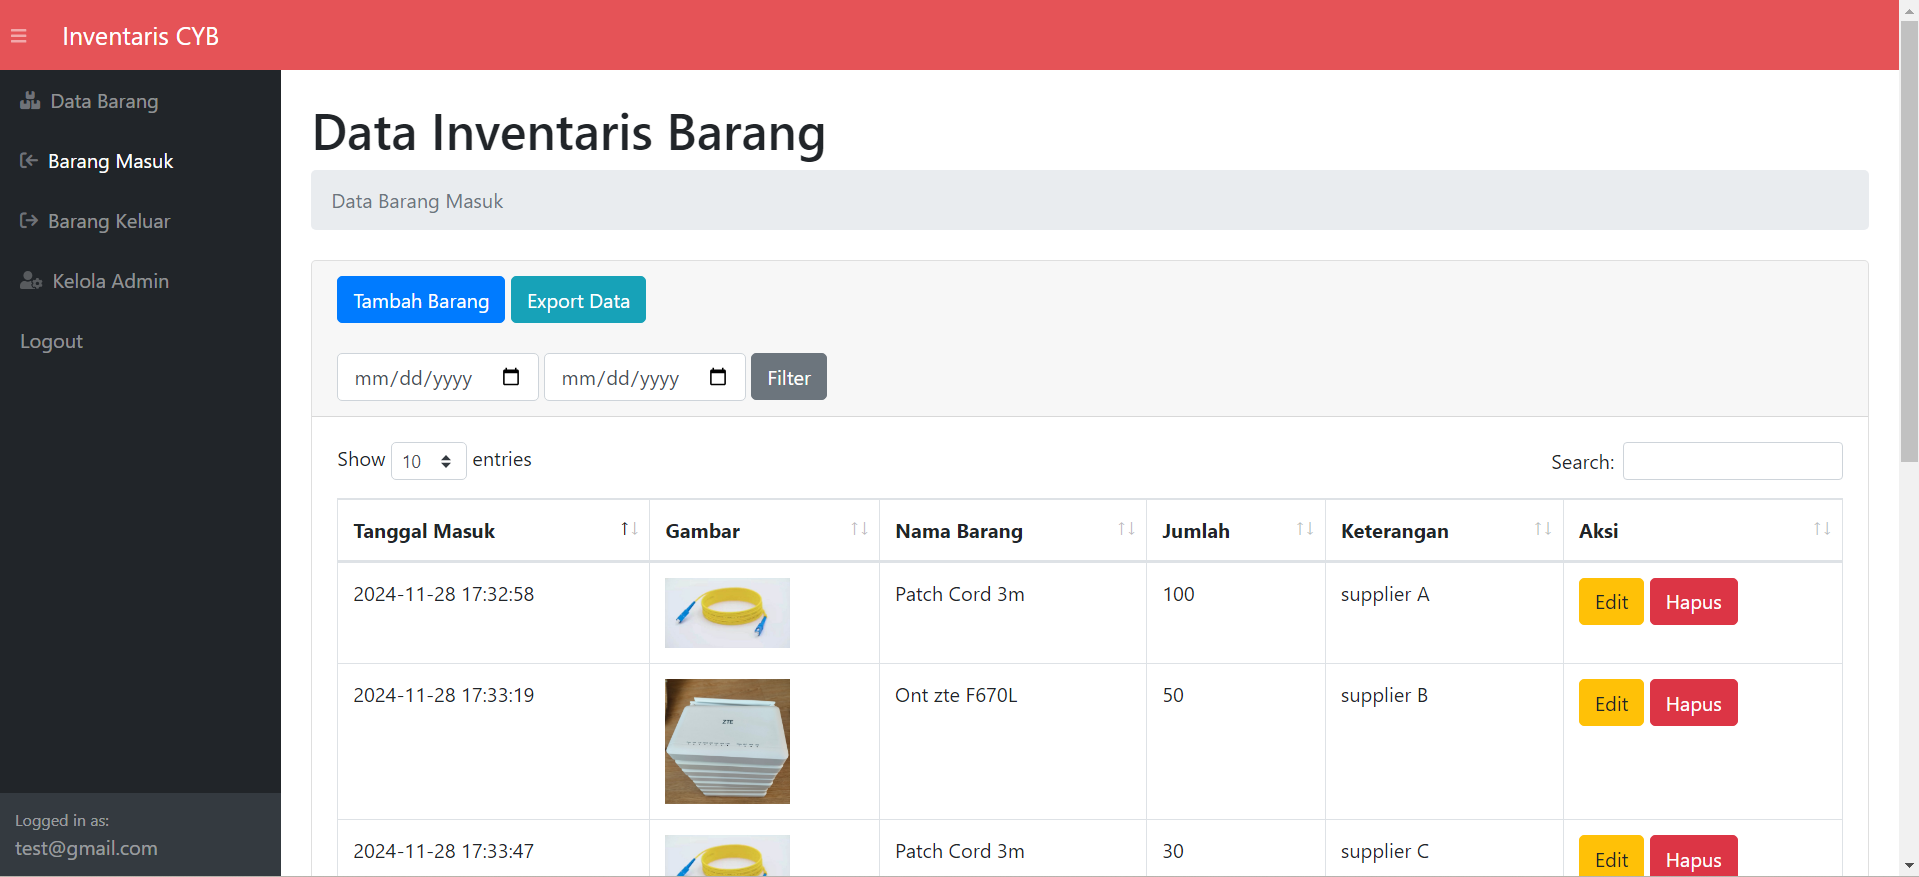 Inventaris CYB
Data Barang
Barang Masuk
Barang Keluar
Kelola Admin
Logout
Logged in as:
test@gmail.com
Data Inventaris Barang
Data Barang Masuk
Tambah Barang Export Data
mm/dd/yyyy mm/dd/yyyy Filter
Show 10 entries Search:
Tanggal Masuk Gambar Nama Barang Jumlah Keterangan Aksi
2024-11-28 17:32:58 Patch Cord 3m 100 supplier A Edit Hapus
2024-11-28 17:33:19 ZTE Ont zte F670L 50 supplier B Edit Hapus
2024-11-28 17:33:47 Patch Cord 3m 30 supplier C Edit Hapus